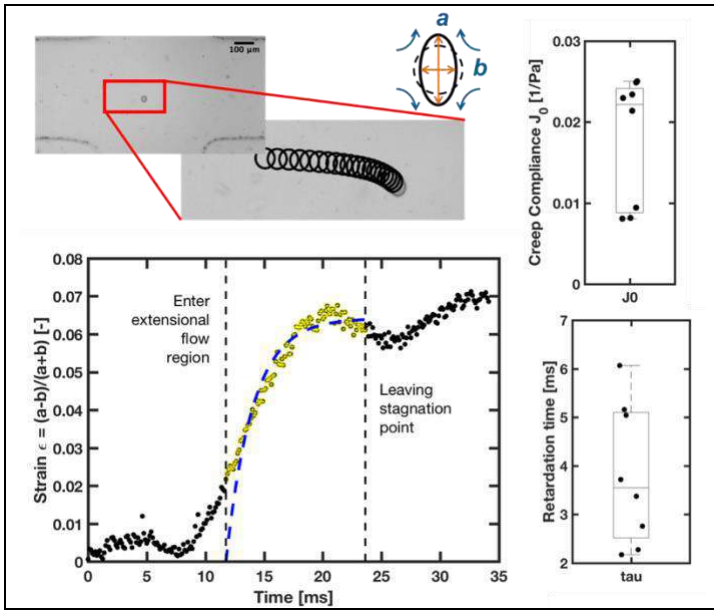 100 µm
a
b
0.03
0.02
0.01
0
Creep Compliance J0 [1/Pa]
J0
0.08
0.07
0.06
0.05
0.04
0.03
0.02
0.01
0
Strain ϵ = (a-b)/(a+b) [-]
Enter
extensional
flow
region
Leaving
stagnation
point
0 5 10 15 20 25 30 35
Time [ms]
7
6
5
4
3
2
Retardation time [ms]
tau